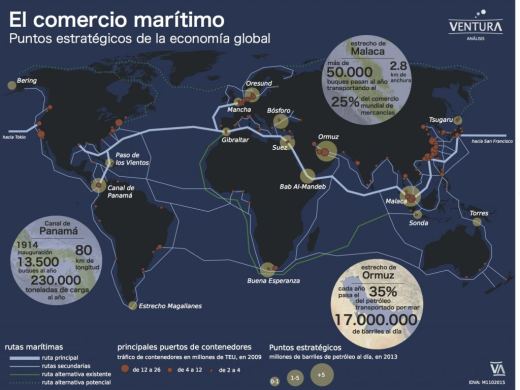 El comercio marítimo
Puntos estratégicos de la economía global
VENTURA
ANÁLISIS
estrecho de
Malaca
más de
50.000
2.8
km de
anchura
buques pasan al año
transportando el
25%
del comercio
mundial de
mercancías
Bering
Oresund
Mancha
Bósforo
Tsugaru
hacia Tokio
Gibraltar
Suez
Ormuz
hacia San Francisco
Paso de
los Vientos
Canal de
Panamá
Bab Al-Mandeb
Malaca
Sonda
Torres
Canal de
Panamá
1914
inauguración
80
km de
longitud
13.500
buques al año
230.000
toneladas de carga
al año
Buena Esperanza
Estrecho Magallanes
estrecho de
Ormuz
cada año
pasa el
35%
del petróleo
transportado por mar
17.000.000
de barriles al día
rutas marítimas
ruta principal
rutas secundarias
ruta alternativa existente
ruta alternativa potencial
principales puertos de contenedores
tráfico de contenedores en millones de TEU, en 2009
de 12 a 26
de 4 a 12
de 2 a 4
Puntos estratégicos
millones de barriles de petróleo al día, en 2013
0-1
1-5
+5
VA
IDVA: M1102015